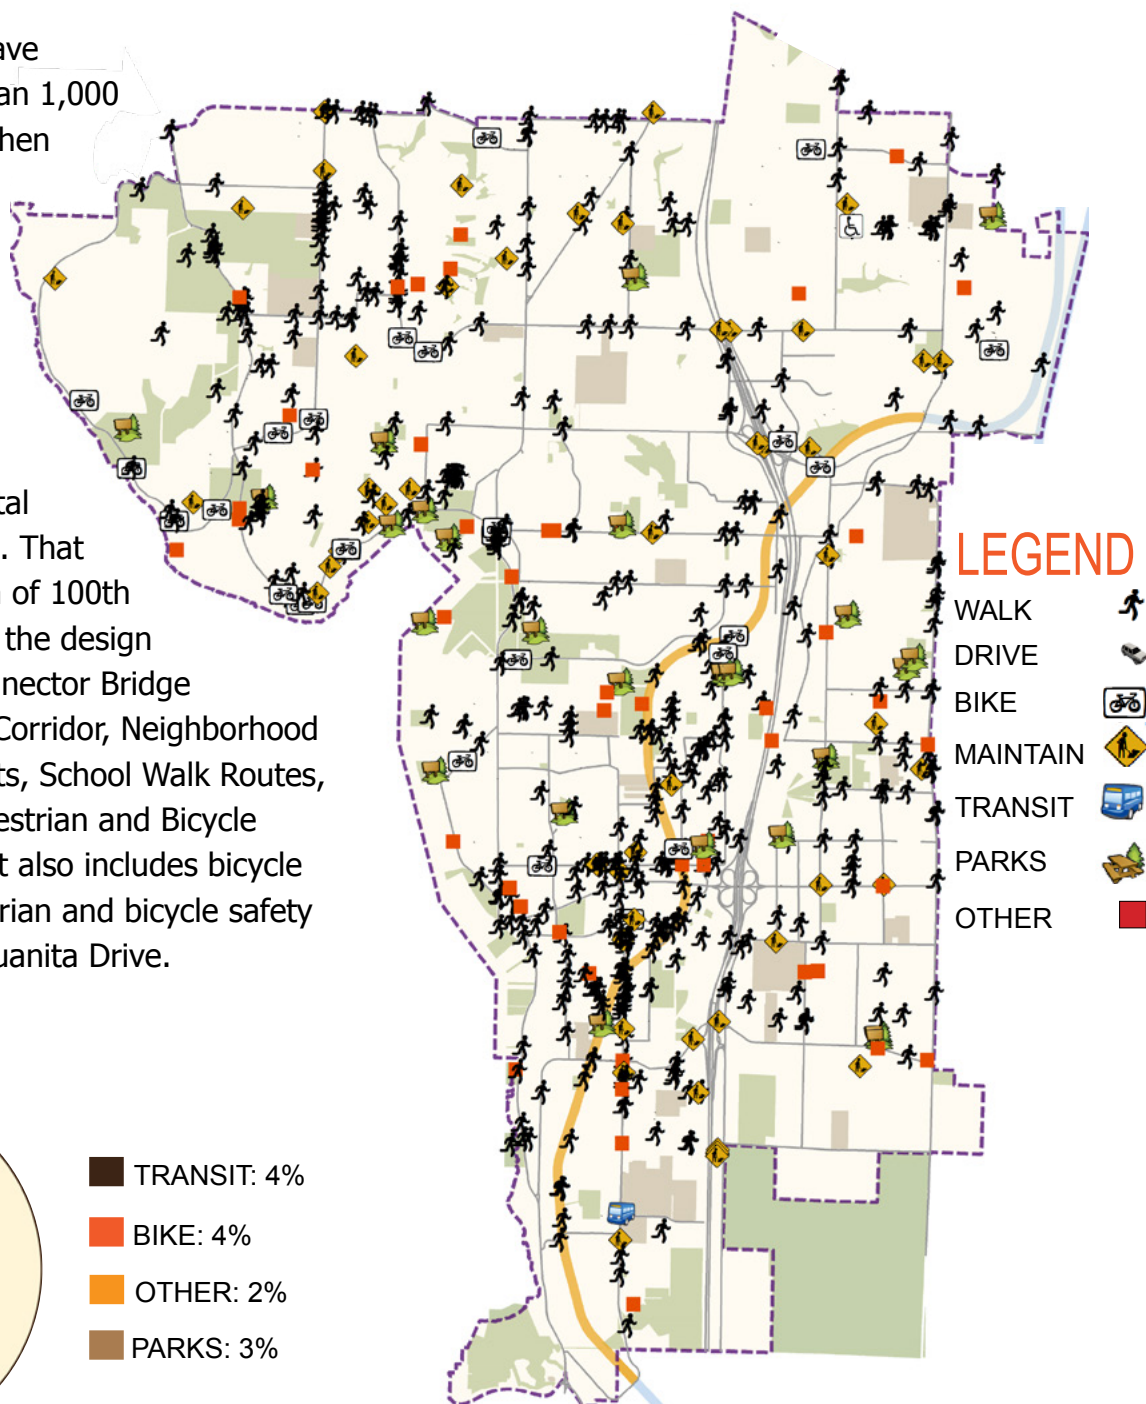 ave
an 1,000
hen
tal
. That
n of 100th
the design
nnector Bridge
Corridor, Neighborhood
ts, School Walk Routes,
estrian and Bicycle
t also includes bicycle
rian and bicycle safety
uanita Drive.
LEGEND
WALK
DRIVE
BIKE
MAINTAIN
TRANSIT
PARKS
OTHER
TRANSIT: 4%
BIKE: 4%
OTHER: 2%
PARKS: 3%